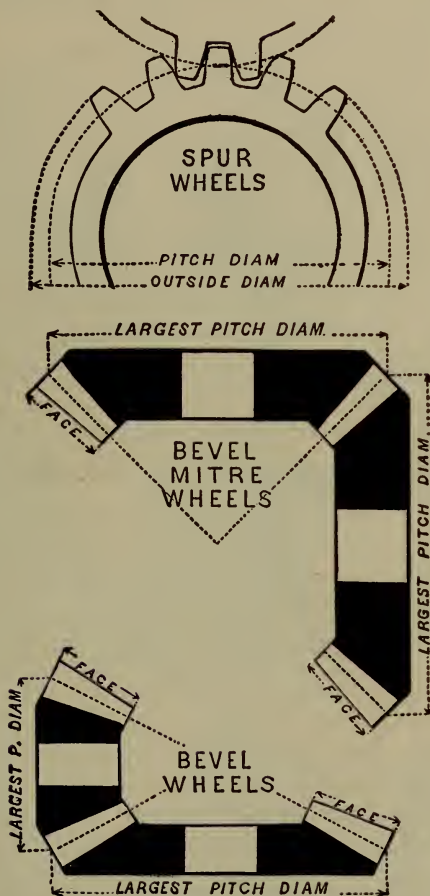 SPUR
WHEELS
PITCH DIAM
OUTSIDE DIAM
LARGEST PITCH DIAM.
FACE
BEVEL
MITRE
WHEELS
LARGEST PITCH DIAM
FACE
FACE
LARGEST P. DIAM
BEVEL
WHEELS
FACE
LARGEST PITCH DIAM